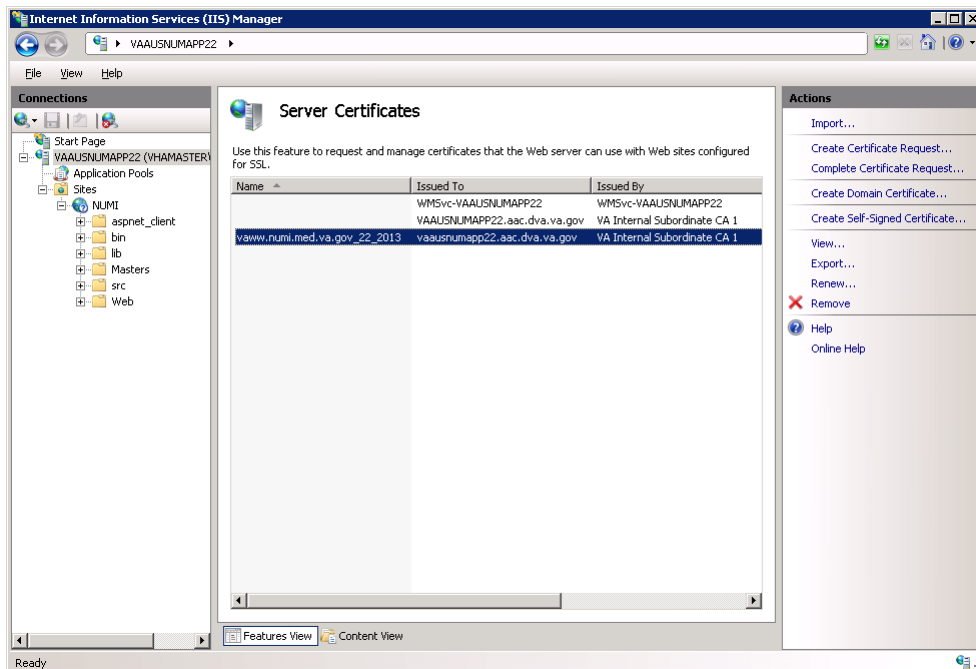 Internet Information Services (IIS) Manager
VAAUSNUMAPP22
File View Help
Connections
Start Page
VAAUSNUMAPP22 (VHAMASTER\
Application Pools
Sites
NUMI
aspnet_client
bin
lib
Masters
src
Web
Server Certificates
Use this feature to request and manage certificates that the Web server can use with Web sites configured
for SSL.
Name Issued To Issued By
WMSvc-VAAUSNUMAPP22 WMSvc-VAAUSNUMAPP22
VAAUSNUMAPP22.aac.dva.va.gov VA Internal Subordinate CA 1
vaww.numi.med.va.gov_22_2013 vaausnumapp22.aac.dva.va.gov VA Internal Subordinate CA 1
Features View Content View
Actions
Import...
Create Certificate Request...
Complete Certificate Request...
Create Domain Certificate...
Create Self-Signed Certificate...
View...
Export...
Renew...
Remove
Help
Online Help
Ready